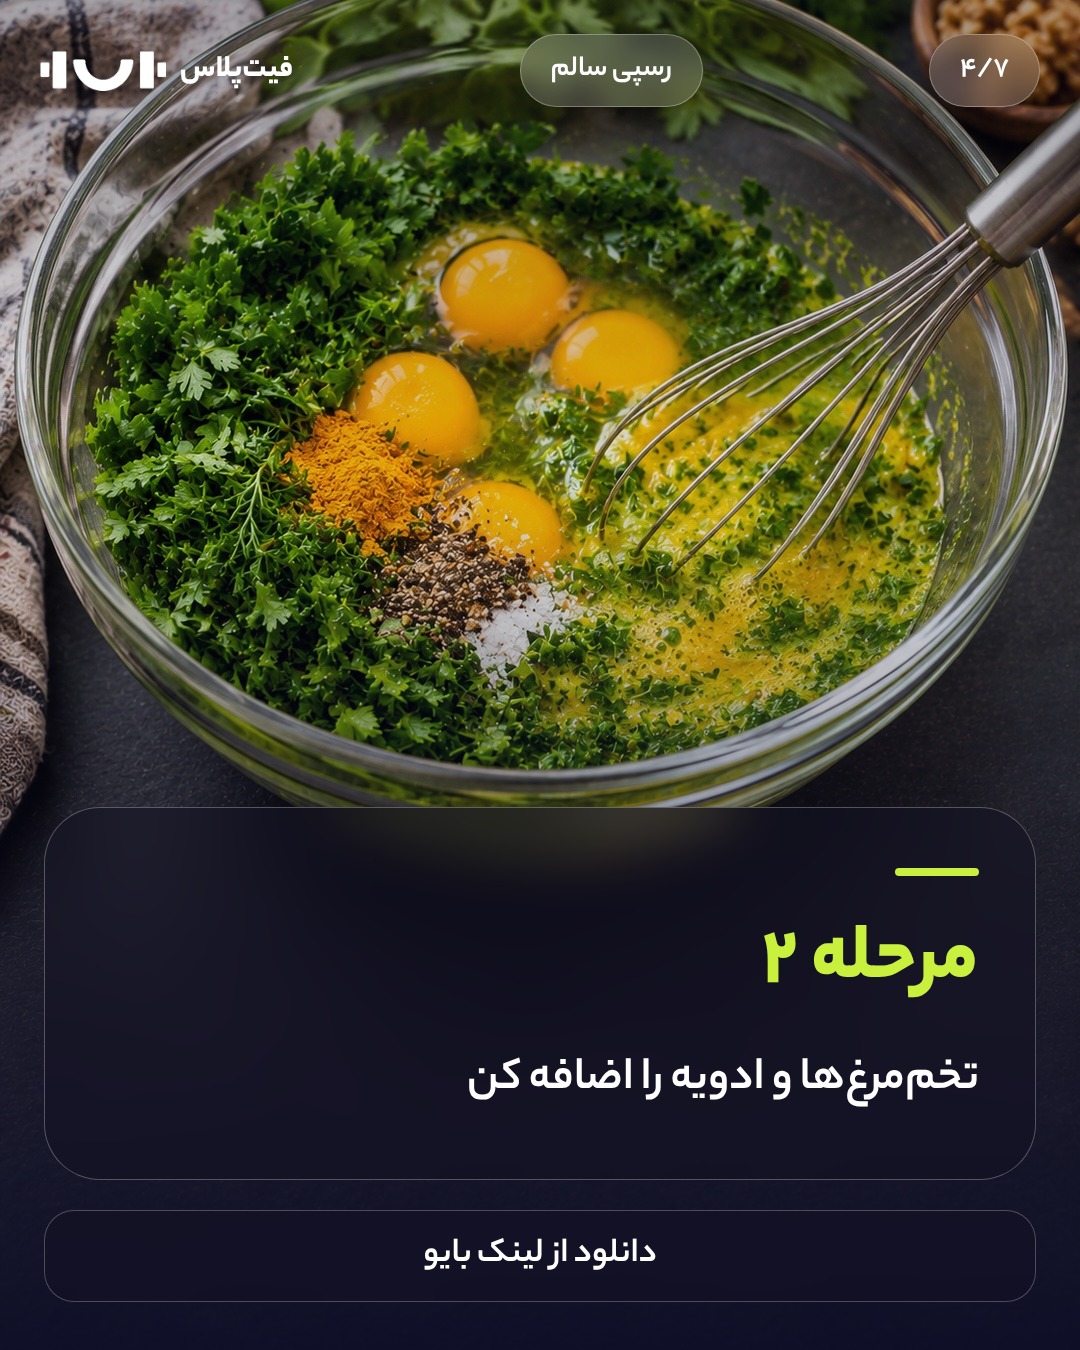 فیت‌پلاس
رسپی سالم
۴/۷
مرحله ۲
تخم‌مرغ‌ها و ادویه را اضافه کن
دانلود از لینک بایو